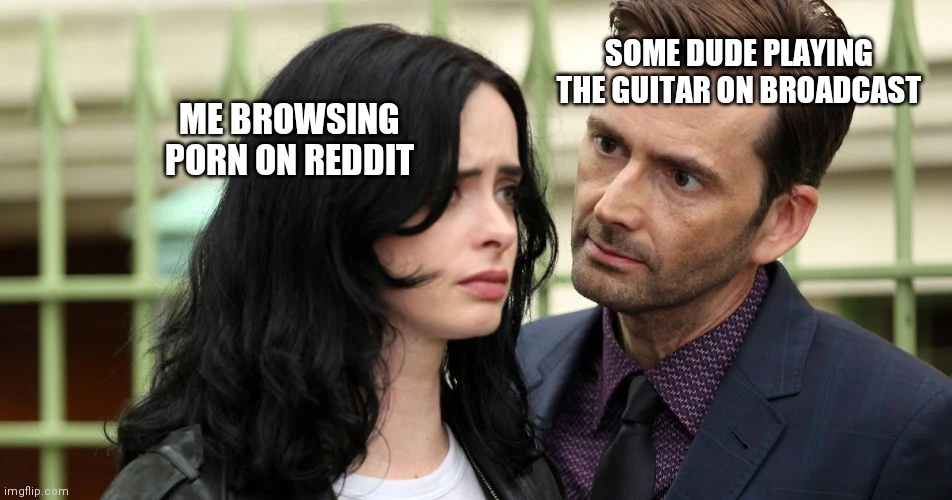 ME BROWSING
PORN ON REDDIT
SOME DUDE PLAYING
THE GUITAR ON BROADCAST
imgflip.com